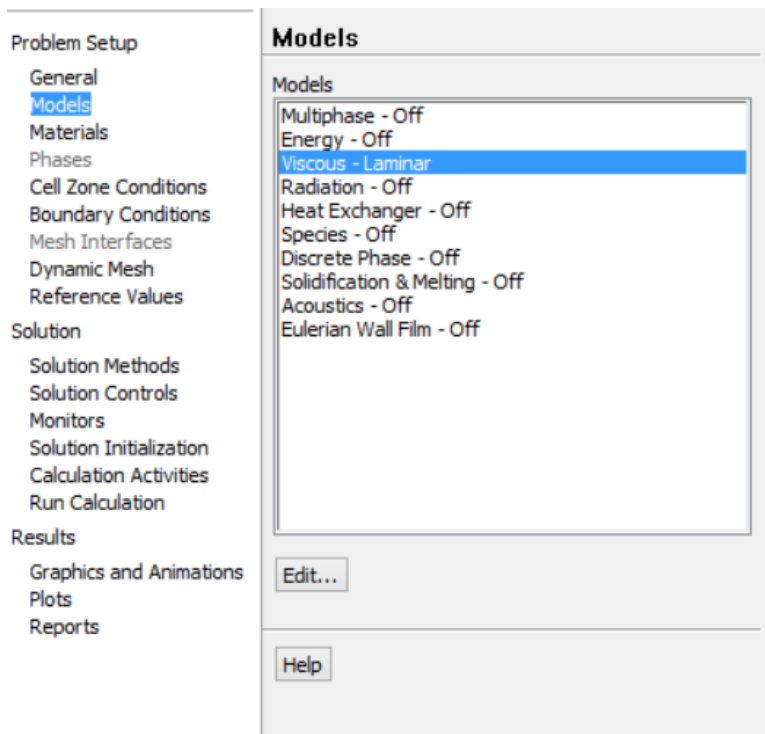 Problem Setup
General
Models
Materials
Phases
Cell Zone Conditions
Boundary Conditions
Mesh Interfaces
Dynamic Mesh
Reference Values
Solution
Solution Methods
Solution Controls
Monitors
Solution Initialization
Calculation Activities
Run Calculation
Results
Graphics and Animations
Plots
Reports
Models
Models
Multiphase - Off
Energy - Off
Viscous - Laminar
Radiation - Off
Heat Exchanger - Off
Species - Off
Discrete Phase - Off
Solidification & Melting - Off
Acoustics - Off
Eulerian Wall Film - Off
Edit...
Help